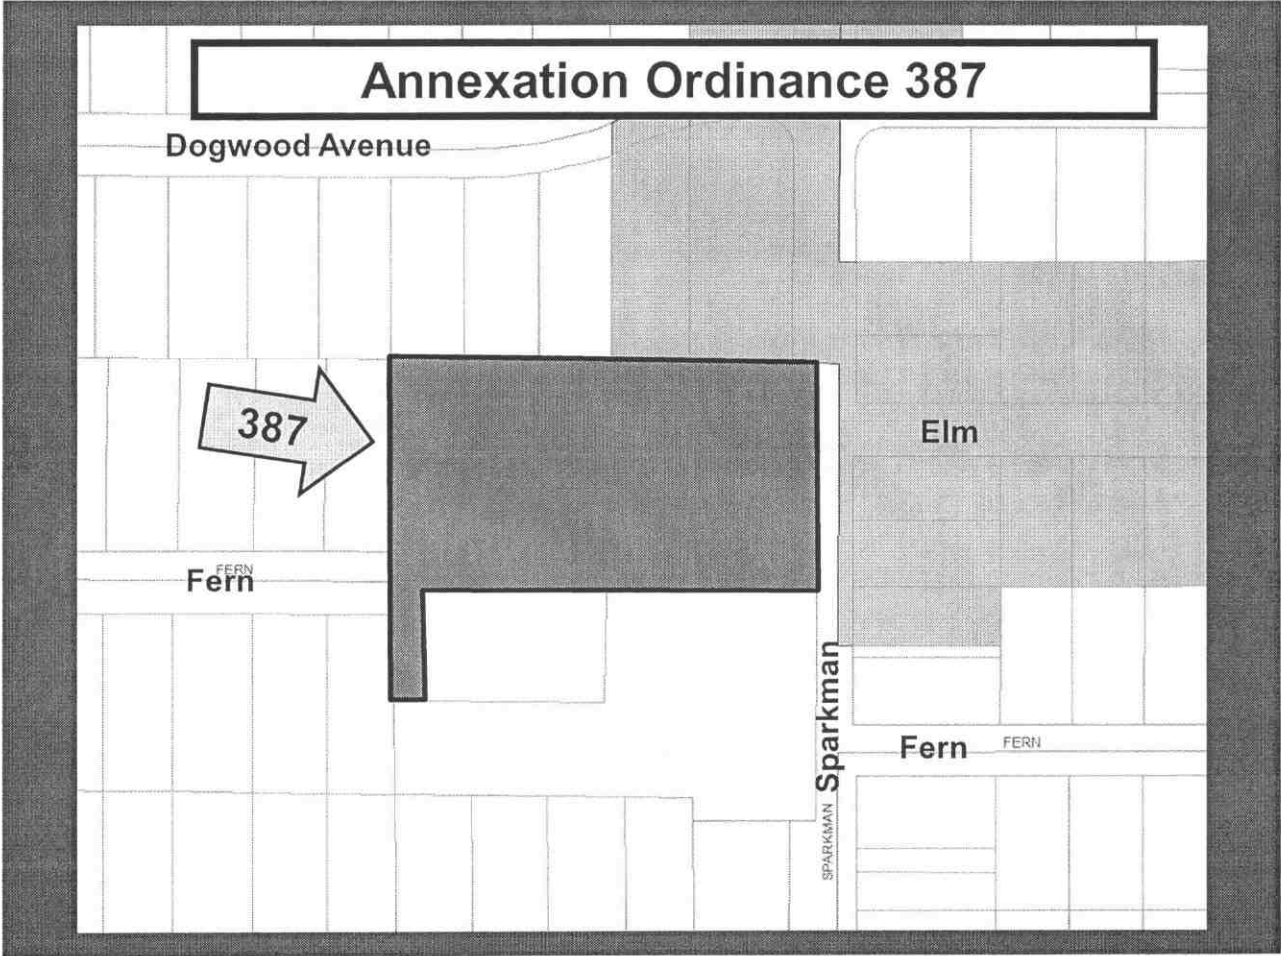 Annexation Ordinance 387
Dogwood Avenue
387
Elm
FERN
Fern
Sparkman
Fern FERN
SPARKMAN